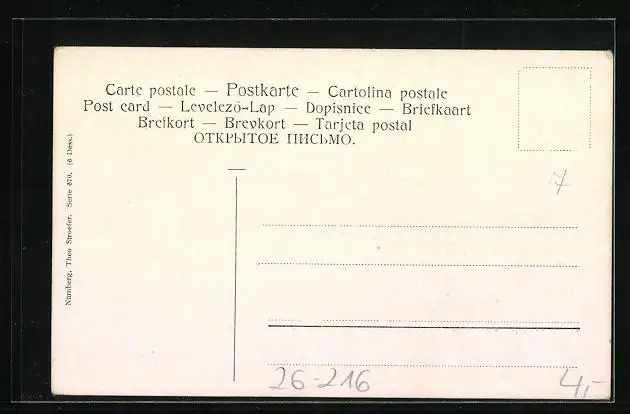 Carte postale — Postkarte — Cartolina postale
Post card — Levelező-Lap — Dopisnice — Briefkaart
Brefkort — Brevkort — Tarjeta postal
ОТКРЫТОЕ ПИСЬМО.
Nürnberg, Theo Stroefer. Serie 670. (6 Dess.)
7
26-216
4,-